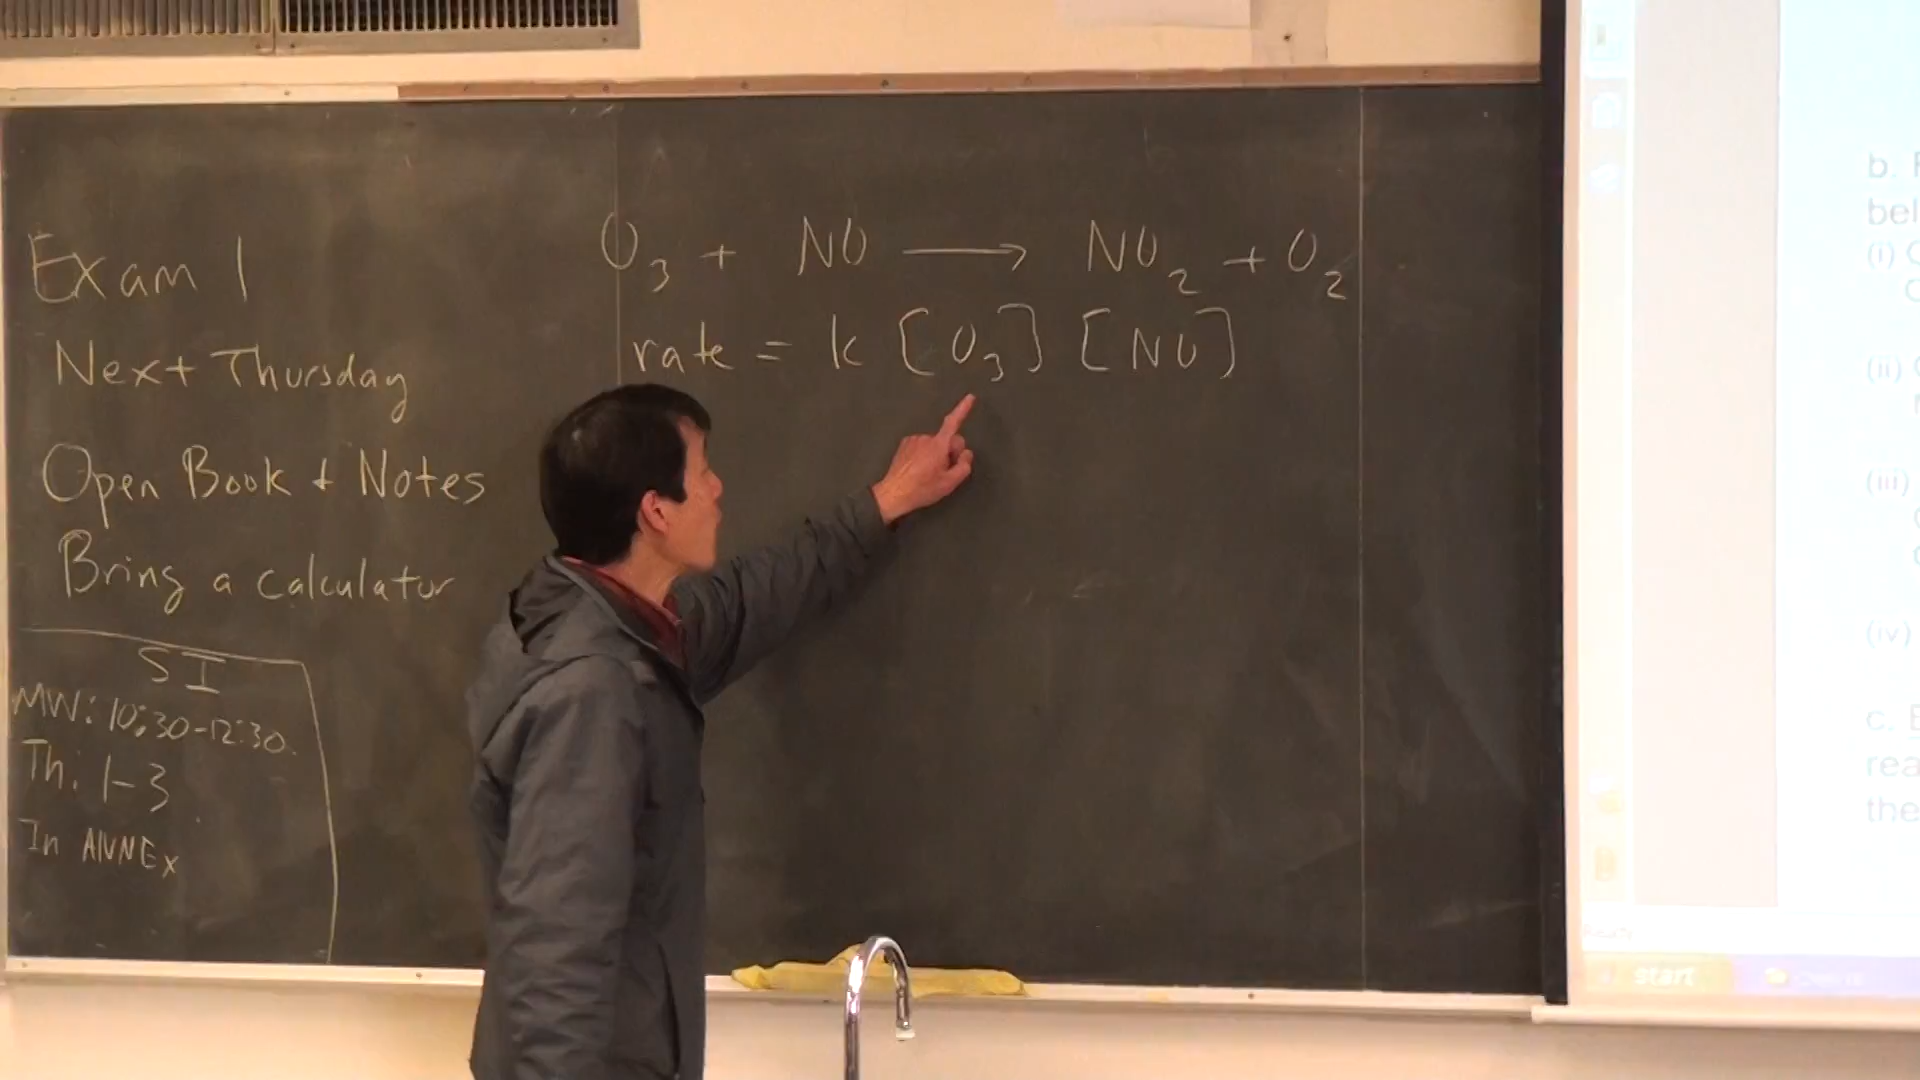 Exam 1
Next Thursday
Open Book + Notes
Bring a calculator
SI
MW: 10:30-12:30.
Th: 1-3
In ANNEx
O₃ + NO ⟶ NO₂ + O₂
rate = k [O₃] [NO]
b.
bel
(i)
(ii)
(iii)
(iv)
c.
rea
the
start